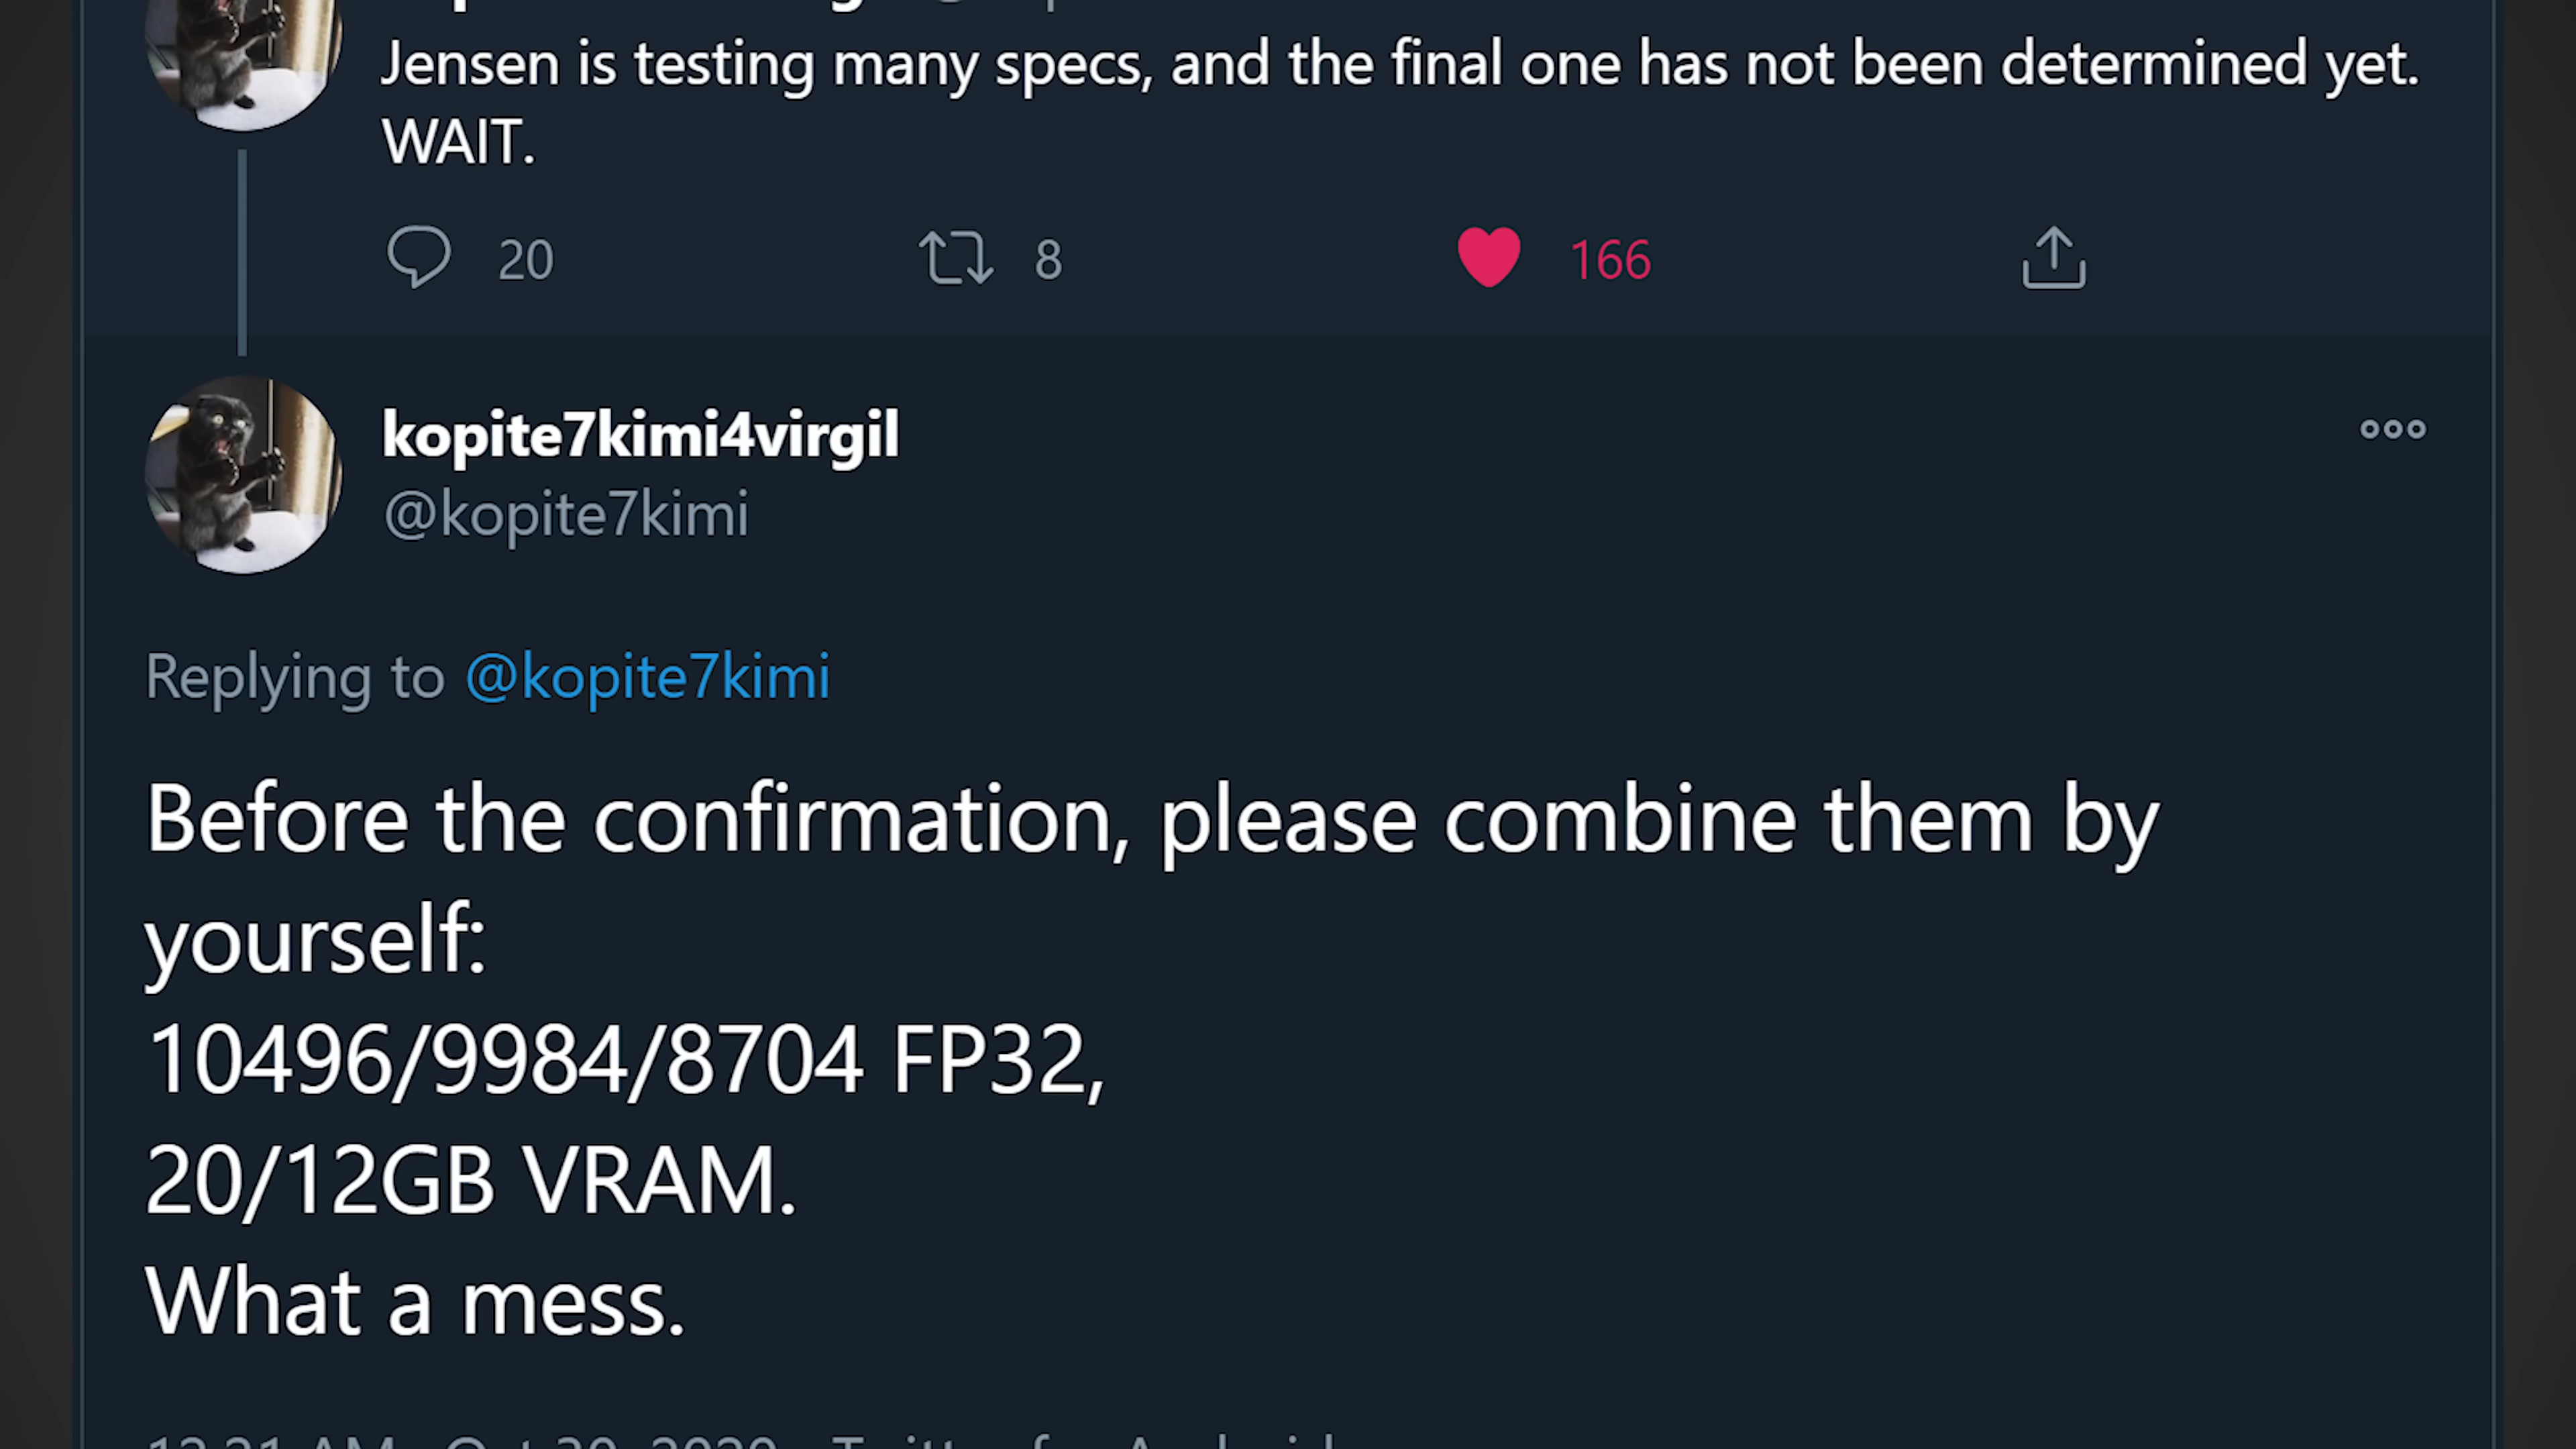 Jensen is testing many specs, and the final one has not been determined yet.
WAIT.
20 8 166
kopite7kimi4virgil
@kopite7kimi
Replying to @kopite7kimi
Before the confirmation, please combine them by
yourself:
10496/9984/8704 FP32,
20/12GB VRAM.
What a mess.